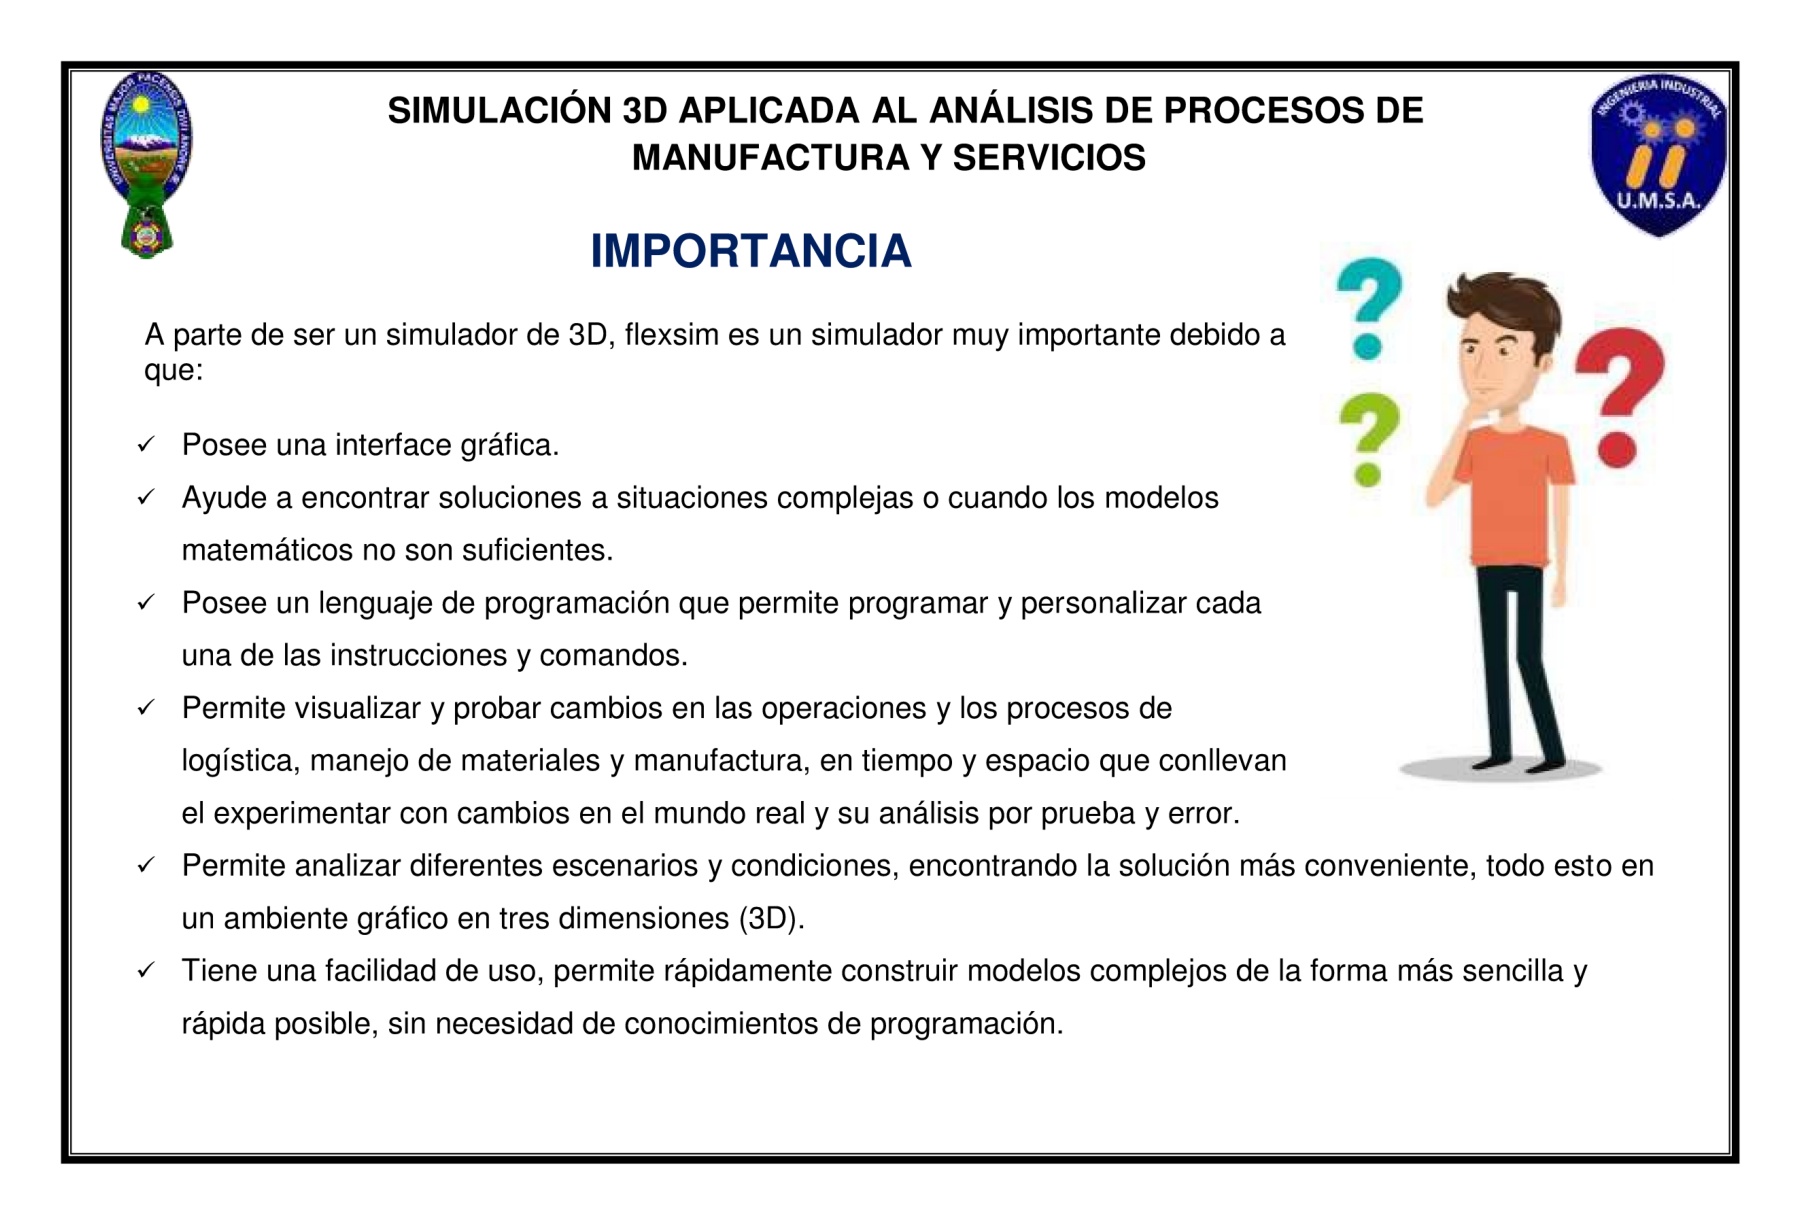 SIMULACIÓN 3D APLICADA AL ANÁLISIS DE PROCESOS DE
MANUFACTURA Y SERVICIOS
UNIVERSITAS MAJOR PACENSIS DIVI ANDRE Æ
INGENIERIA INDUSTRIAL
U.M.S.A.
IMPORTANCIA
A parte de ser un simulador de 3D, flexsim es un simulador muy importante debido a
que:
✓ Posee una interface gráfica.
✓ Ayude a encontrar soluciones a situaciones complejas o cuando los modelos
matemáticos no son suficientes.
✓ Posee un lenguaje de programación que permite programar y personalizar cada
una de las instrucciones y comandos.
✓ Permite visualizar y probar cambios en las operaciones y los procesos de
logística, manejo de materiales y manufactura, en tiempo y espacio que conllevan
el experimentar con cambios en el mundo real y su análisis por prueba y error.
✓ Permite analizar diferentes escenarios y condiciones, encontrando la solución más conveniente, todo esto en
un ambiente gráfico en tres dimensiones (3D).
✓ Tiene una facilidad de uso, permite rápidamente construir modelos complejos de la forma más sencilla y
rápida posible, sin necesidad de conocimientos de programación.
? ? ?